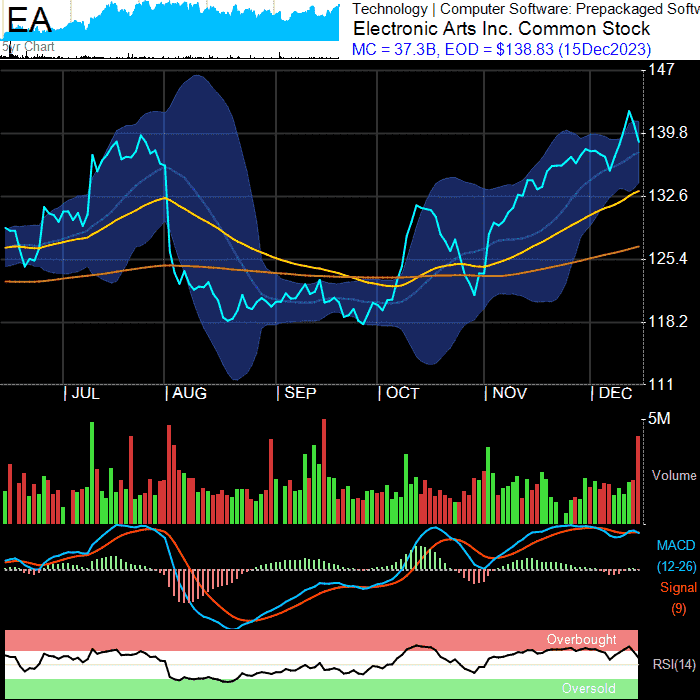 EA
5yr Chart
Technology | Computer Software: Prepackaged Softw
Electronic Arts Inc. Common Stock
MC = 37.3B, EOD = $138.83 (15Dec2023)
147
139.8
132.6
125.4
118.2
111
| JUL | AUG | SEP | OCT | NOV | DEC
5M
Volume
MACD
(12-26)
Signal
(9)
Overbought
RSI(14)
Oversold